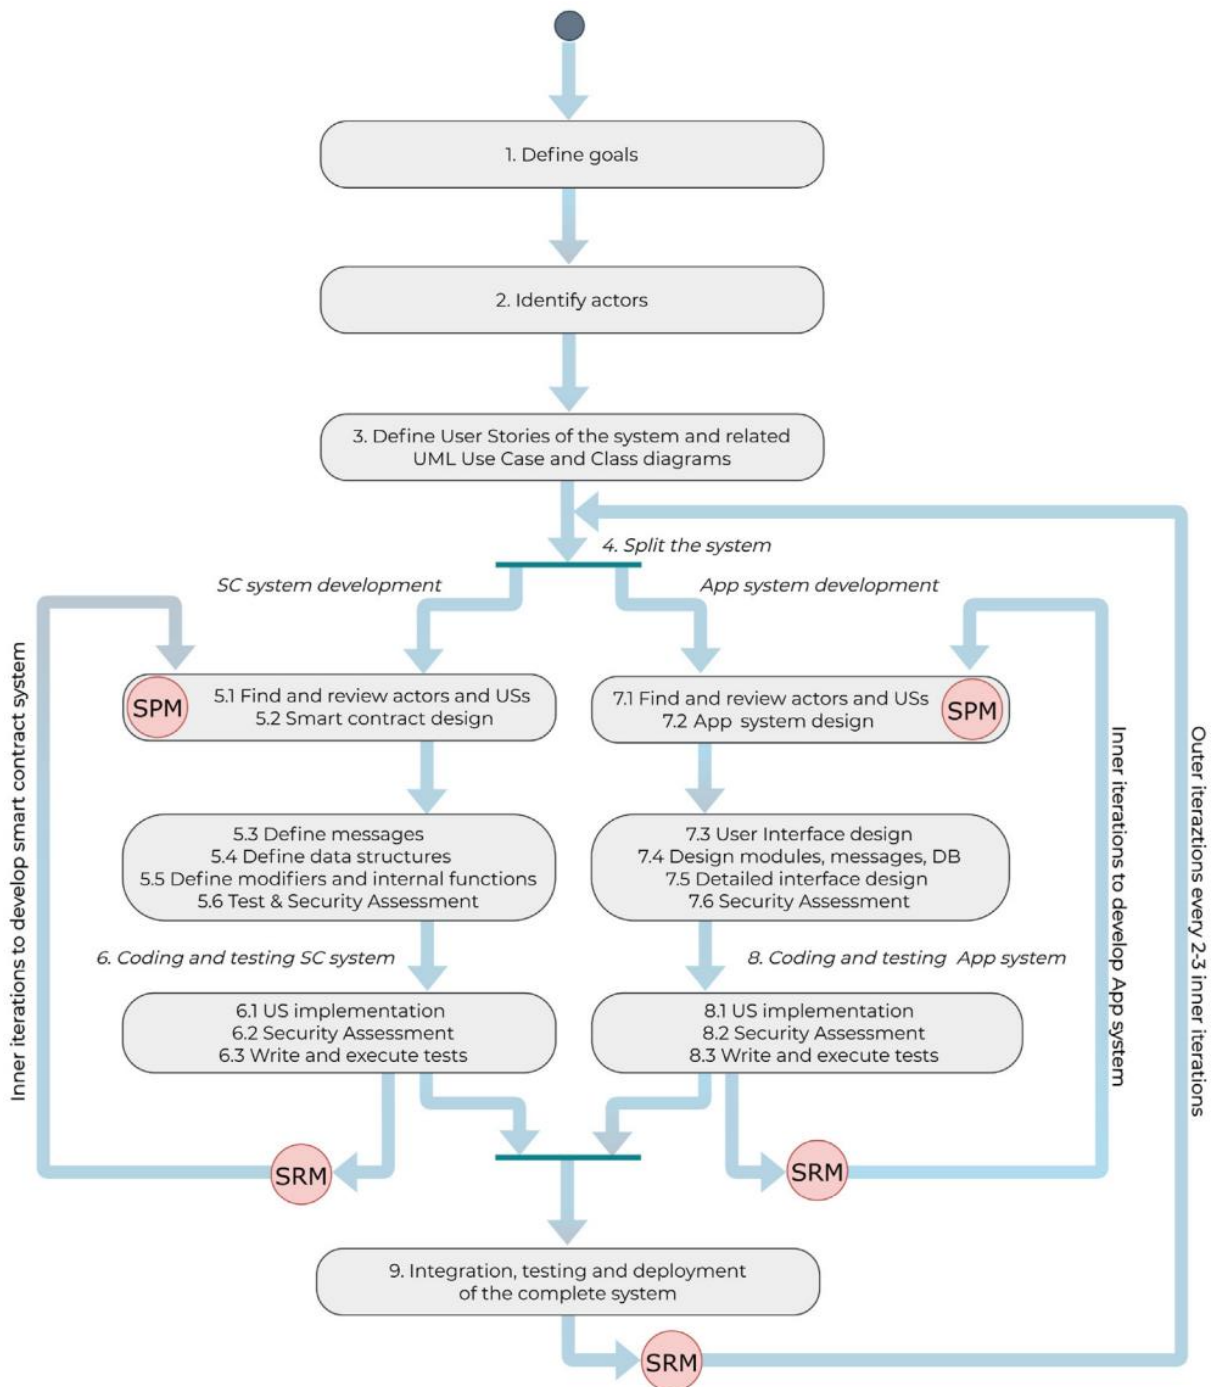 1. Define goals
2. Identify actors
3. Define User Stories of the system and related
UML Use Case and Class diagrams
4. Split the system
SC system development
App system development
SPM
5.1 Find and review actors and USs
5.2 Smart contract design
7.1 Find and review actors and USs
7.2 App system design
SPM
5.3 Define messages
5.4 Define data structures
5.5 Define modifiers and internal functions
5.6 Test & Security Assessment
7.3 User Interface design
7.4 Design modules, messages, DB
7.5 Detailed interface design
7.6 Security Assessment
6. Coding and testing SC system
8. Coding and testing App system
6.1 US implementation
6.2 Security Assessment
6.3 Write and execute tests
8.1 US implementation
8.2 Security Assessment
8.3 Write and execute tests
SRM
SRM
9. Integration, testing and deployment
of the complete system
SRM
Inner iterations to develop smart contract system
Inner iterations to develop App system
Outer iteraztions every 2-3 inner iterations